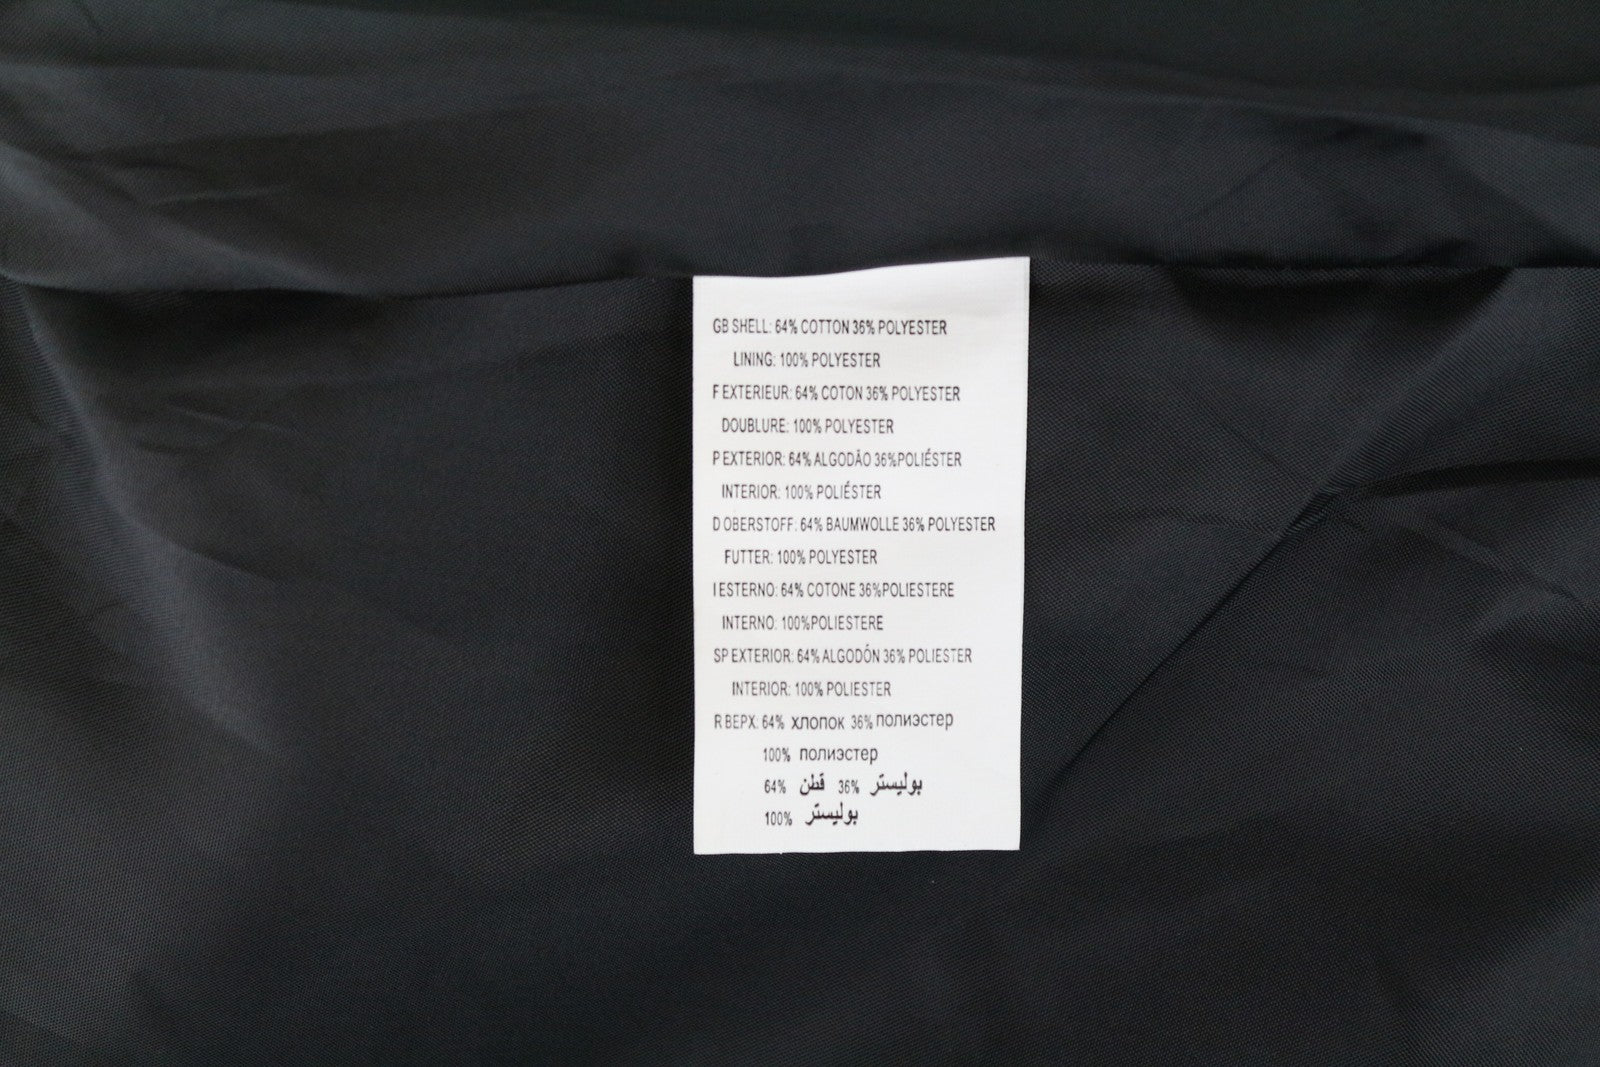 GB SHELL: 64% COTTON 36% POLYESTER
LINING: 100% POLYESTER
F EXTERIEUR: 64% COTON 36% POLYESTER
DOUBLURE: 100% POLYESTER
P EXTERIOR: 64% ALGODÃO 36%POLIÉSTER
INTERIOR: 100% POLIÉSTER
D OBERSTOFF: 64% BAUMWOLLE 36% POLYESTER
FUTTER: 100% POLYESTER
I ESTERNO: 64% COTONE 36%POLIESTERE
INTERNO: 100%POLIESTERE
SP EXTERIOR: 64% ALGODÓN 36% POLIESTER
INTERIOR: 100% POLIESTER
R ВЕРХ: 64% хлопок 36% полиэстер
100% полиэстер
64% قطن 36% بوليستر
100% بوليستر